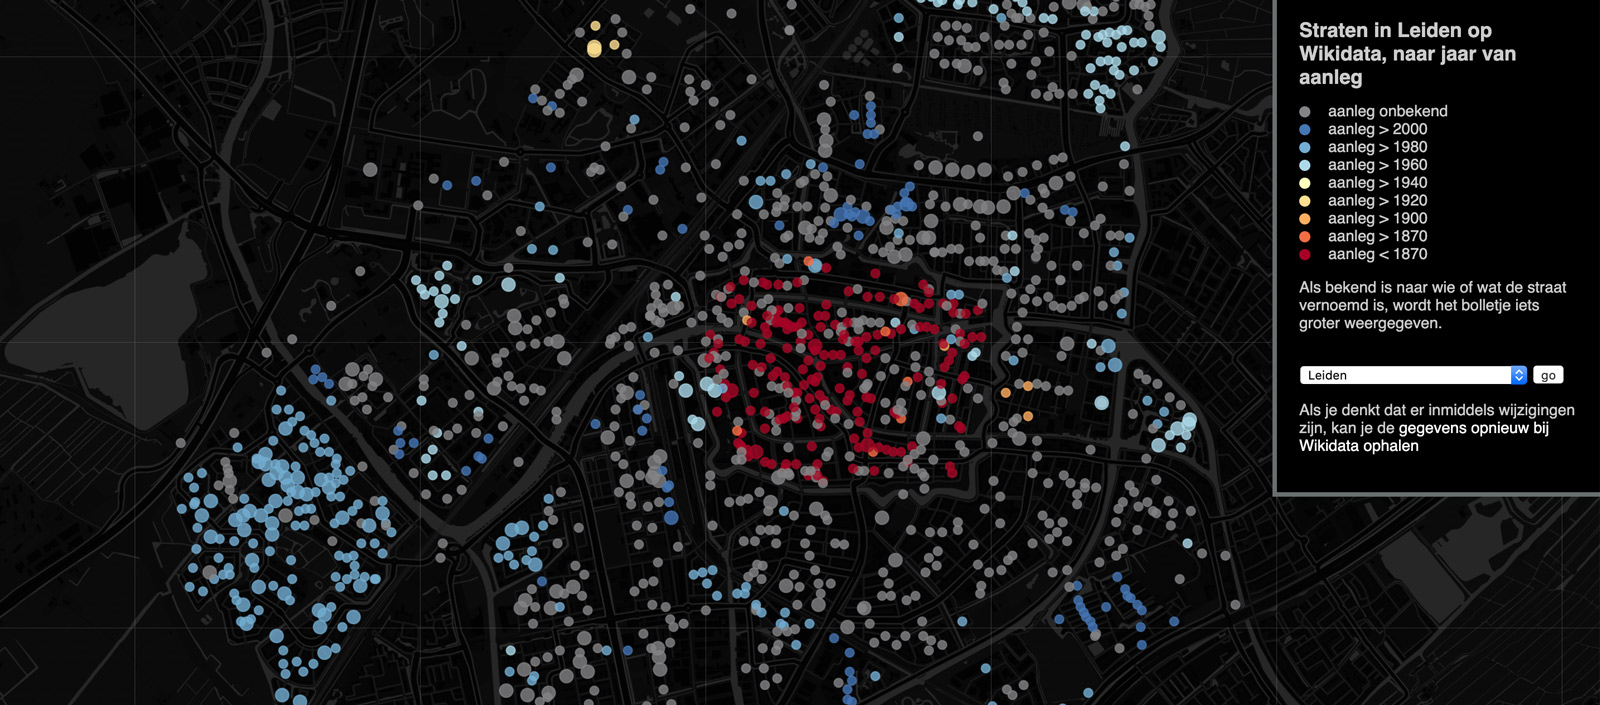 Straten in Leiden op
Wikidata, naar jaar van
aanleg
aanleg onbekend
aanleg > 2000
aanleg > 1980
aanleg > 1960
aanleg > 1940
aanleg > 1920
aanleg > 1900
aanleg > 1870
aanleg < 1870
Als bekend is naar wie of wat de straat
vernoemd is, wordt het bolletje iets
groter weergegeven.
Leiden go
Als je denkt dat er inmiddels wijzigingen
zijn, kan je de gegevens opnieuw bij
Wikidata ophalen